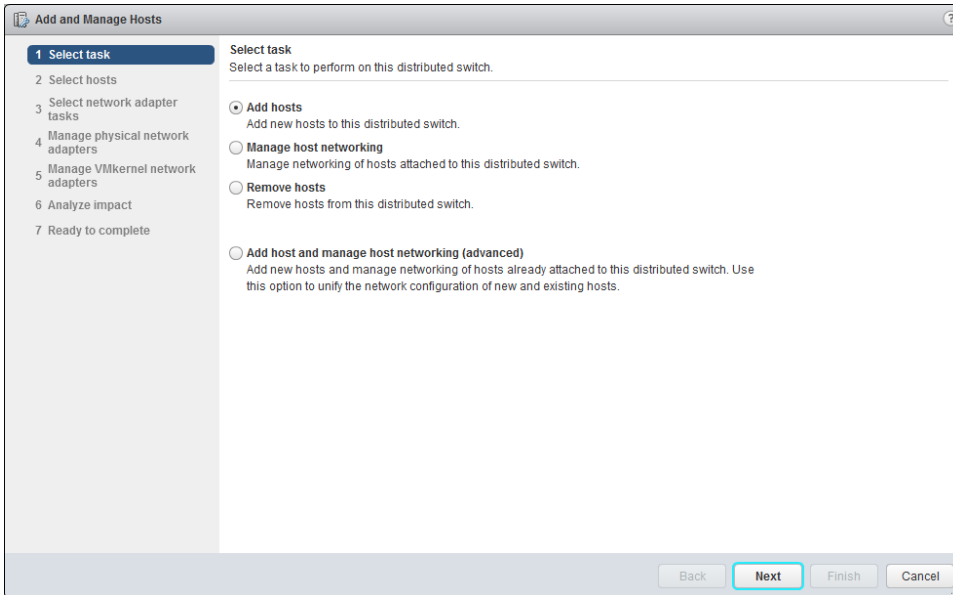 Add and Manage Hosts
?
1 Select task
2 Select hosts
3 Select network adapter
tasks
4 Manage physical network
adapters
5 Manage VMkernel network
adapters
6 Analyze impact
7 Ready to complete
Select task
Select a task to perform on this distributed switch.
Add hosts
Add new hosts to this distributed switch.
Manage host networking
Manage networking of hosts attached to this distributed switch.
Remove hosts
Remove hosts from this distributed switch.
Add host and manage host networking (advanced)
Add new hosts and manage networking of hosts already attached to this distributed switch. Use
this option to unify the network configuration of new and existing hosts.
Back Next Finish Cancel